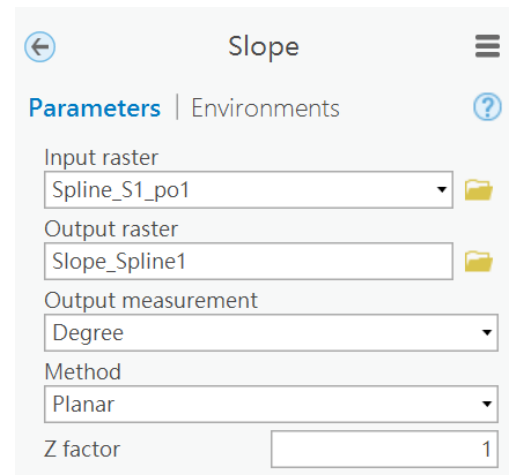 Slope
Parameters | Environments
?
Input raster
Spline_S1_po1
Output raster
Slope_Spline1
Output measurement
Degree
Method
Planar
Z factor 1